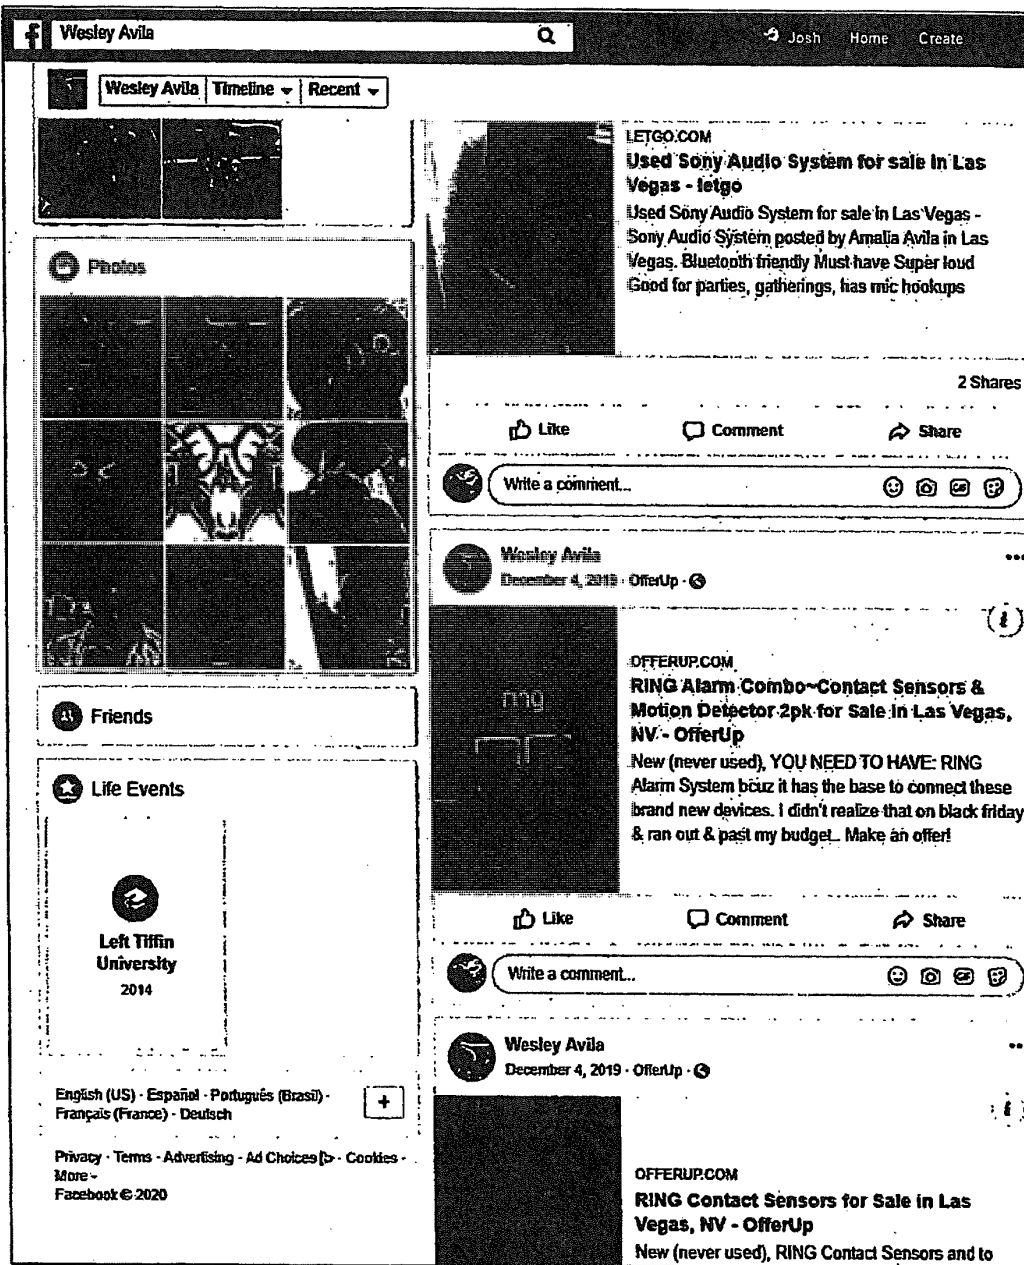 f Wesley Avila
Josh Home Create
Wesley Avila Timeline Recent
Photos
Friends
Life Events
Left Tiffin
University
2014
English (US) · Español · Português (Brasil) ·
Français (France) · Deutsch
+
Privacy · Terms · Advertising · Ad Choices · Cookies ·
More
Facebook © 2020
LETGO.COM
Used Sony Audio System for sale in Las
Vegas - letgo
Used Sony Audio System for sale in Las Vegas -
Sony Audio System posted by Amalia Avila in Las
Vegas. Bluetooth friendly Must have Super loud
Good for parties, gatherings, has mic hookups
2 Shares
Like Comment Share
Write a comment...
GIF
Wesley Avila
December 4, 2019 · OfferUp ·
i
ring
OFFERUP.COM
RING Alarm Combo~Contact Sensors &
Motion Detector 2pk for Sale in Las Vegas,
NV - OfferUp
New (never used), YOU NEED TO HAVE: RING
Alarm System bcuz it has the base to connect these
brand new devices. I didn't realize that on black friday
& ran out & past my budget... Make an offer!
Like Comment Share
Write a comment...
GIF
Wesley Avila
December 4, 2019 · OfferUp ·
i
OFFERUP.COM
RING Contact Sensors for Sale in Las
Vegas, NV - OfferUp
New (never used), RING Contact Sensors and to